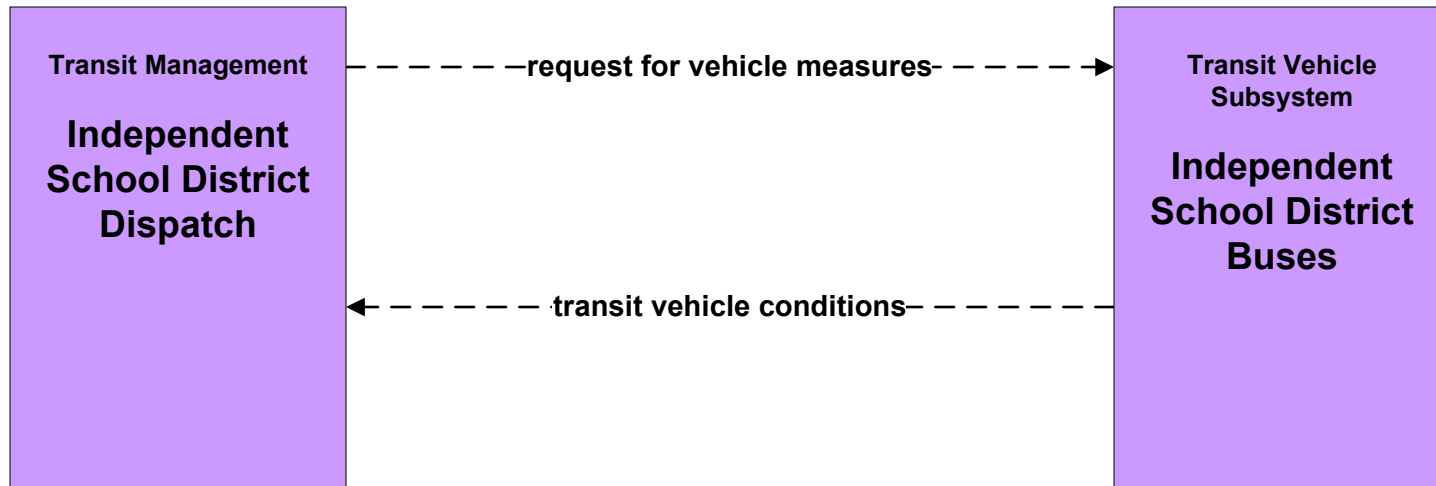 Transit Management
Independent
School District
Dispatch
request for vehicle measures
transit vehicle conditions
Transit Vehicle
Subsystem
Independent
School District
Buses